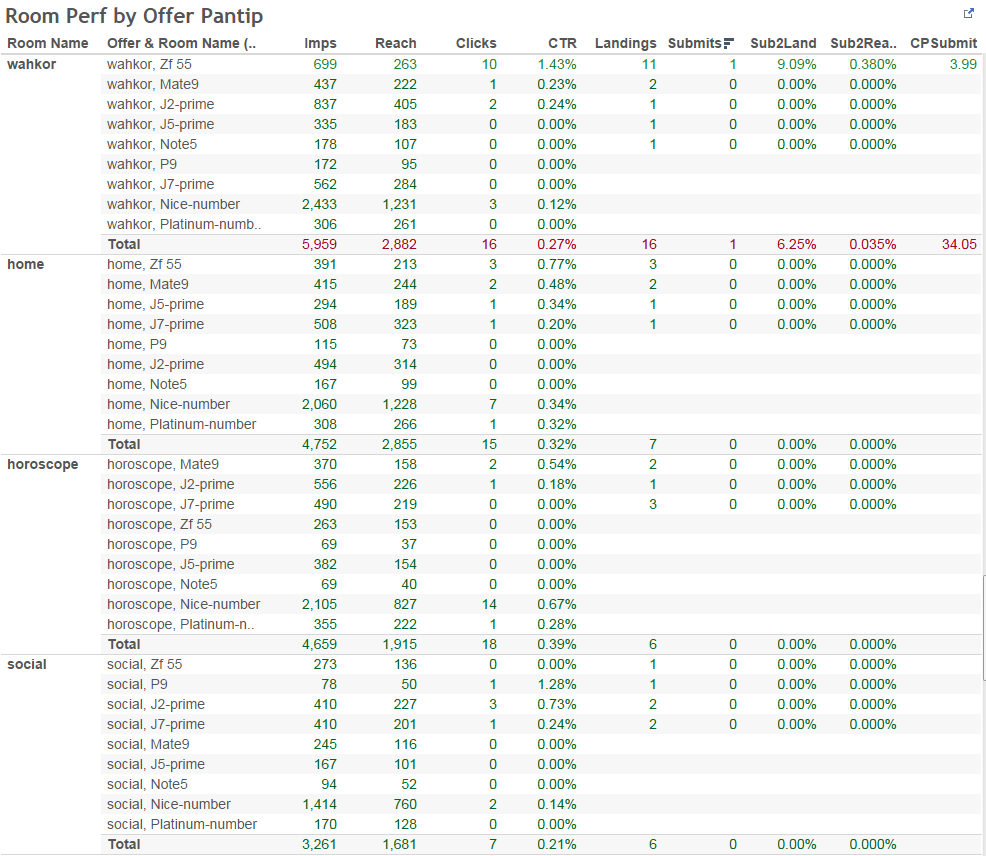 Room Perf by Offer Pantip
Room Name Offer & Room Name (.. Imps Reach Clicks CTR Landings Submits Sub2Land Sub2Rea.. CPSubmit
wahkor wahkor, Zf 55 699 263 10 1.43% 11 1 9.09% 0.380% 3.99
wahkor, Mate9 437 222 1 0.23% 2 0 0.00% 0.000%
wahkor, J2-prime 837 405 2 0.24% 1 0 0.00% 0.000%
wahkor, J5-prime 335 183 0 0.00% 1 0 0.00% 0.000%
wahkor, Note5 178 107 0 0.00% 1 0 0.00% 0.000%
wahkor, P9 172 95 0 0.00%
wahkor, J7-prime 562 284 0 0.00%
wahkor, Nice-number 2,433 1,231 3 0.12%
wahkor, Platinum-numb.. 306 261 0 0.00%
Total 5,959 2,882 16 0.27% 16 1 6.25% 0.035% 34.05
home home, Zf 55 391 213 3 0.77% 3 0 0.00% 0.000%
home, Mate9 415 244 2 0.48% 2 0 0.00% 0.000%
home, J5-prime 294 189 1 0.34% 1 0 0.00% 0.000%
home, J7-prime 508 323 1 0.20% 1 0 0.00% 0.000%
home, P9 115 73 0 0.00%
home, J2-prime 494 314 0 0.00%
home, Note5 167 99 0 0.00%
home, Nice-number 2,060 1,228 7 0.34%
home, Platinum-number 308 266 1 0.32%
Total 4,752 2,855 15 0.32% 7 0 0.00% 0.000%
horoscope horoscope, Mate9 370 158 2 0.54% 2 0 0.00% 0.000%
horoscope, J2-prime 556 226 1 0.18% 1 0 0.00% 0.000%
horoscope, J7-prime 490 219 0 0.00% 3 0 0.00% 0.000%
horoscope, Zf 55 263 153 0 0.00%
horoscope, P9 69 37 0 0.00%
horoscope, J5-prime 382 154 0 0.00%
horoscope, Note5 69 40 0 0.00%
horoscope, Nice-number 2,105 827 14 0.67%
horoscope, Platinum-n.. 355 222 1 0.28%
Total 4,659 1,915 18 0.39% 6 0 0.00% 0.000%
social social, Zf 55 273 136 0 0.00% 1 0 0.00% 0.000%
social, P9 78 50 1 1.28% 1 0 0.00% 0.000%
social, J2-prime 410 227 3 0.73% 2 0 0.00% 0.000%
social, J7-prime 410 201 1 0.24% 2 0 0.00% 0.000%
social, Mate9 245 116 0 0.00%
social, J5-prime 167 101 0 0.00%
social, Note5 94 52 0 0.00%
social, Nice-number 1,414 760 2 0.14%
social, Platinum-number 170 128 0 0.00%
Total 3,261 1,681 7 0.21% 6 0 0.00% 0.000%